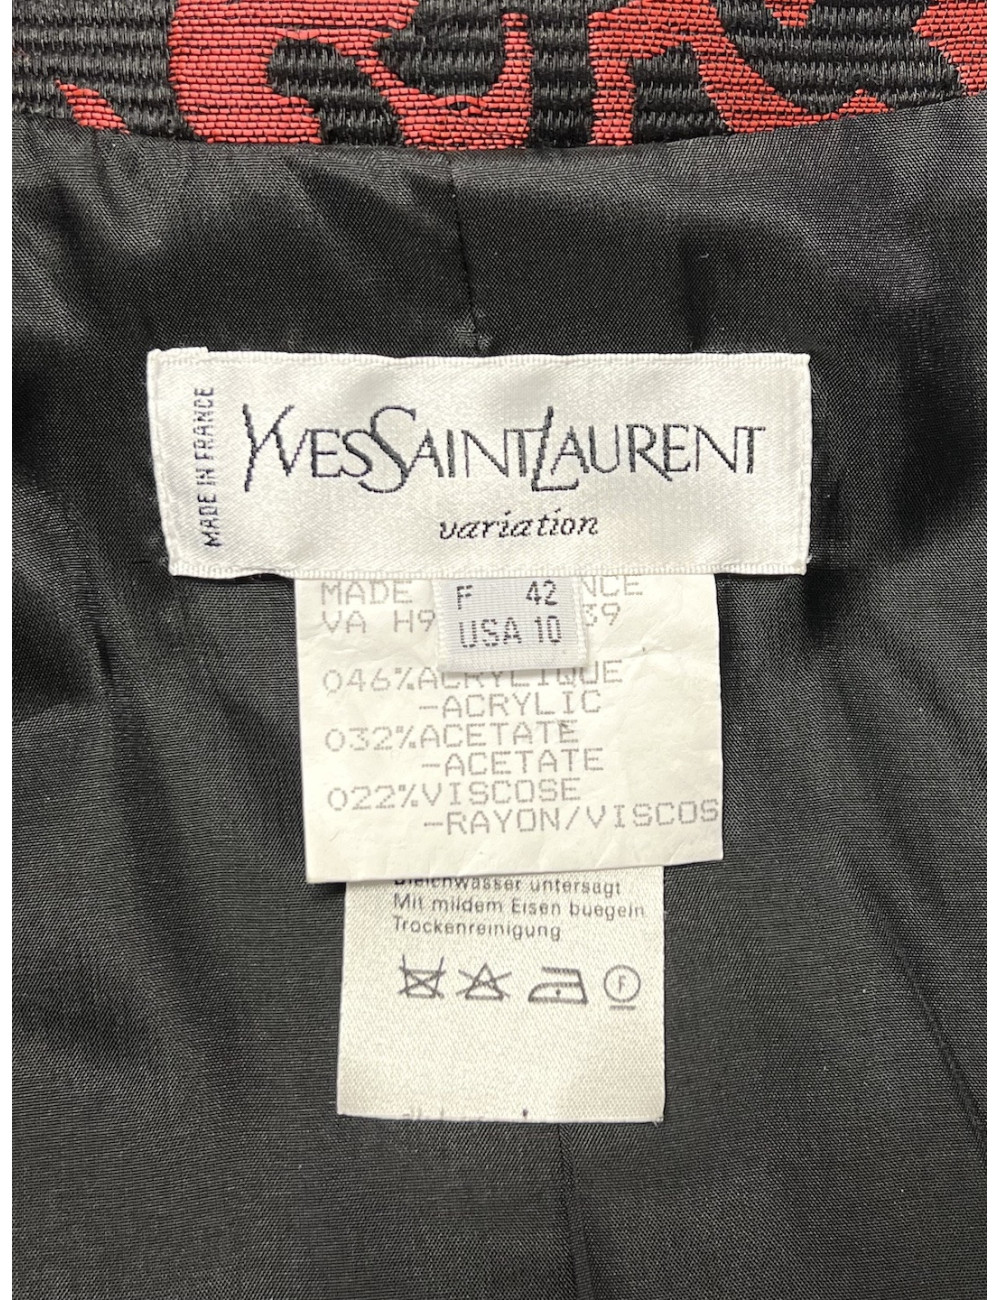 MADE IN FRANCE
YVESSAINTLAURENT
variation
F 42
USA 10
MADE NCE
VA H9 39
046%ACRYLIQUE
-ACRYLIC
032%ACETATE
-ACETATE
022%VISCOSE
-RAYON/VISCOS
Bleichwasser untersagt
Mit mildem Eisen buegeln
Trockenreinigung
F